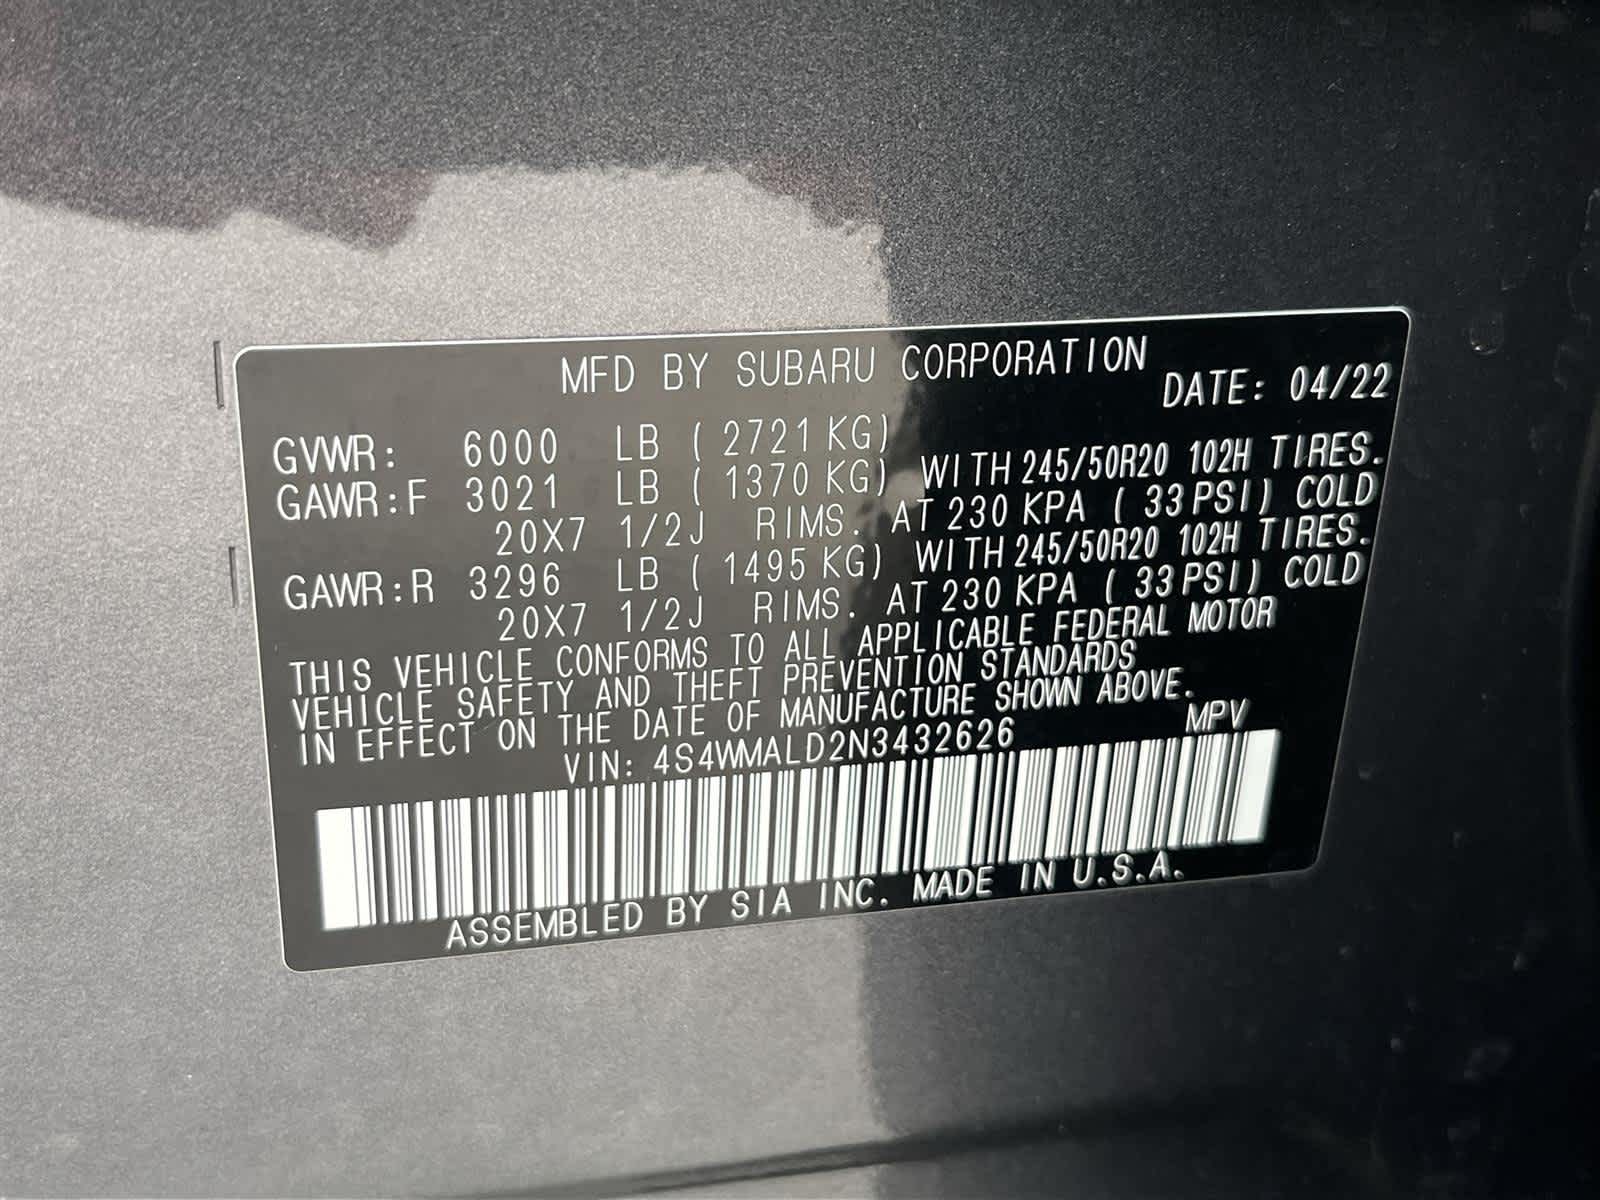 MFD BY SUBARU CORPORATION
DATE: 04/22
GVWR: 6000 LB ( 2721 KG)
GAWR:F 3021 LB ( 1370 KG) WITH 245/50R20 102H TIRES.
20X7 1/2J RIMS. AT 230 KPA ( 33 PSI) COLD
GAWR:R 3296 LB ( 1495 KG) WITH 245/50R20 102H TIRES.
20X7 1/2J RIMS. AT 230 KPA ( 33 PSI) COLD
THIS VEHICLE CONFORMS TO ALL APPLICABLE FEDERAL MOTOR
VEHICLE SAFETY AND THEFT PREVENTION STANDARDS
IN EFFECT ON THE DATE OF MANUFACTURE SHOWN ABOVE.
VIN: 4S4WMALD2N3432626 MPV
ASSEMBLED BY SIA INC. MADE IN U.S.A.